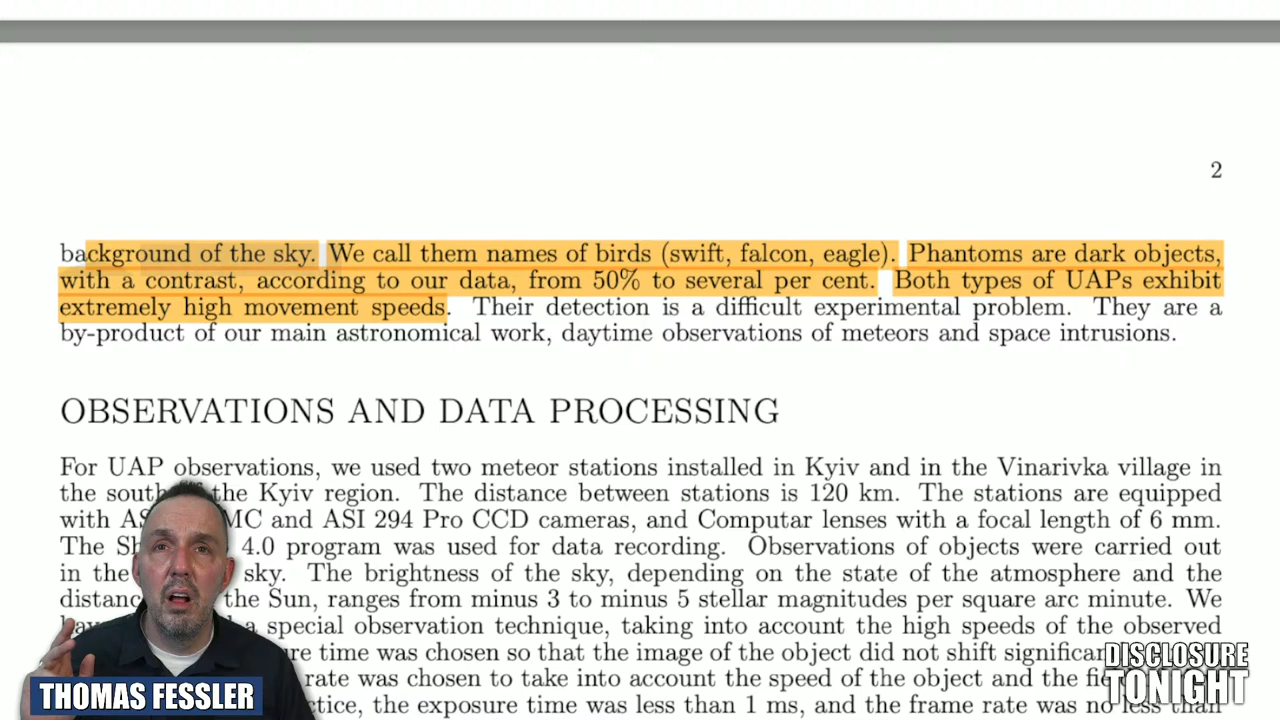 2
background of the sky. We call them names of birds (swift, falcon, eagle). Phantoms are dark objects,
with a contrast, according to our data, from 50% to several per cent. Both types of UAPs exhibit
extremely high movement speeds. Their detection is a difficult experimental problem. They are a
by-product of our main astronomical work, daytime observations of meteors and space intrusions.
OBSERVATIONS AND DATA PROCESSING
For UAP observations, we used two meteor stations installed in Kyiv and in the Vinarivka village in
the south the Kyiv region. The distance between stations is 120 km. The stations are equipped
with MC and ASI 294 Pro CCD cameras, and Computar lenses with a focal length of 6 mm.
The 4.0 program was used for data recording. Observations of objects were carried out
in the sky. The brightness of the sky, depending on the state of the atmosphere and the
the Sun, ranges from minus 3 to minus 5 stellar magnitudes per square arc minute. We
a special observation technique, taking into account the high speeds of the observed
time was chosen so that the image of the object did not shift
rate was chosen to take into account the speed of the object and the
the exposure time was less than 1 ms, and the frame rate was no less than
THOMAS FESSLER
DISCLOSURE
TONIGHT